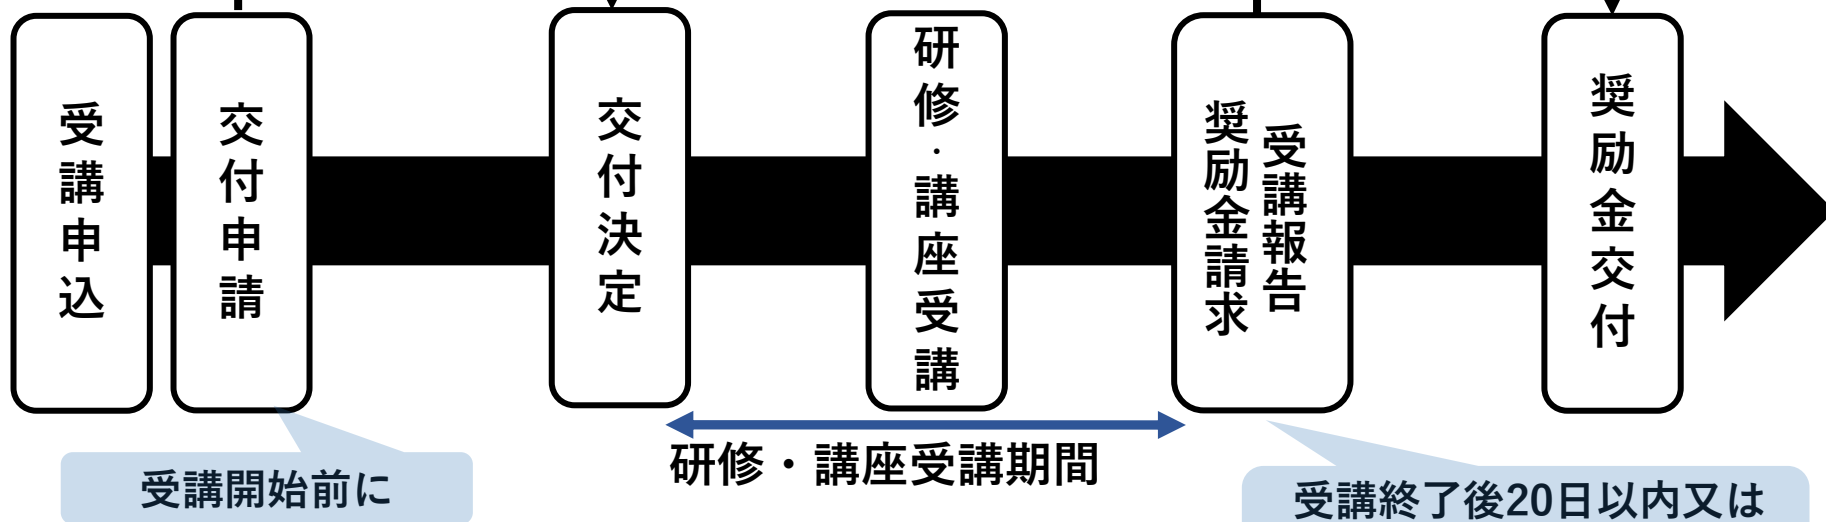 受講申込
交付申請
交付決定
研修・講座受講
受講報告
奨励金請求
奨励金交付
研修・講座受講期間
受講開始前に
受講終了後20日以内又は